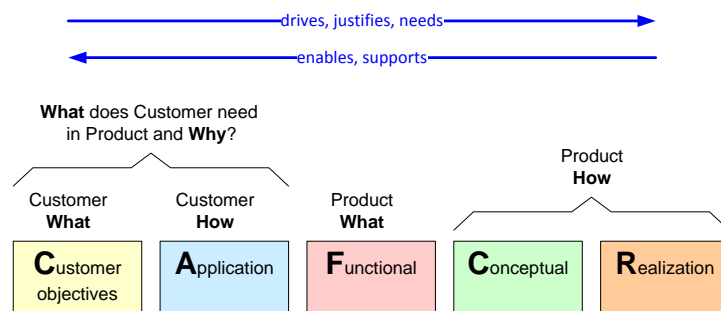 drives, justifies, needs
enables, supports
What does Customer need
in Product and Why?
Product
How
Customer
What
Customer
How
Product
What
Customer
objectives
Application
Functional
Conceptual
Realization